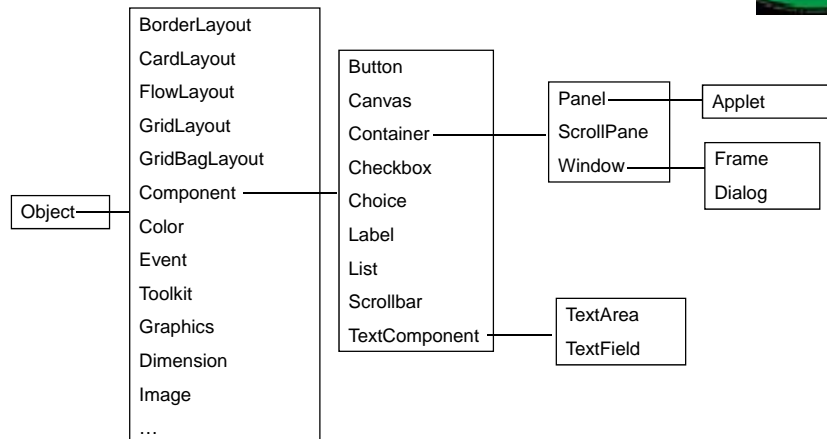 Object
BorderLayout
CardLayout
FlowLayout
GridLayout
GridBagLayout
Component
Color
Event
Toolkit
Graphics
Dimension
Image
…
Button
Canvas
Container
Checkbox
Choice
Label
List
Scrollbar
TextComponent
Panel
ScrollPane
Window
Applet
Frame
Dialog
TextArea
TextField